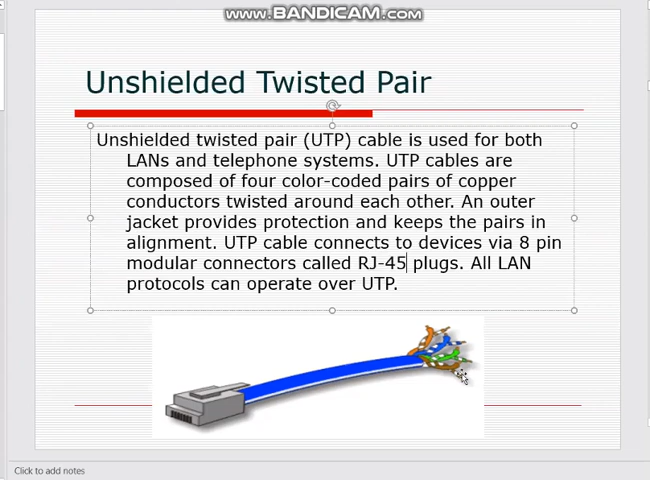 www.BANDICAM.com
Unshielded Twisted Pair
Unshielded twisted pair (UTP) cable is used for both
LANs and telephone systems. UTP cables are
composed of four color-coded pairs of copper
conductors twisted around each other. An outer
jacket provides protection and keeps the pairs in
alignment. UTP cable connects to devices via 8 pin
modular connectors called RJ-45 plugs. All LAN
protocols can operate over UTP.
Click to add notes